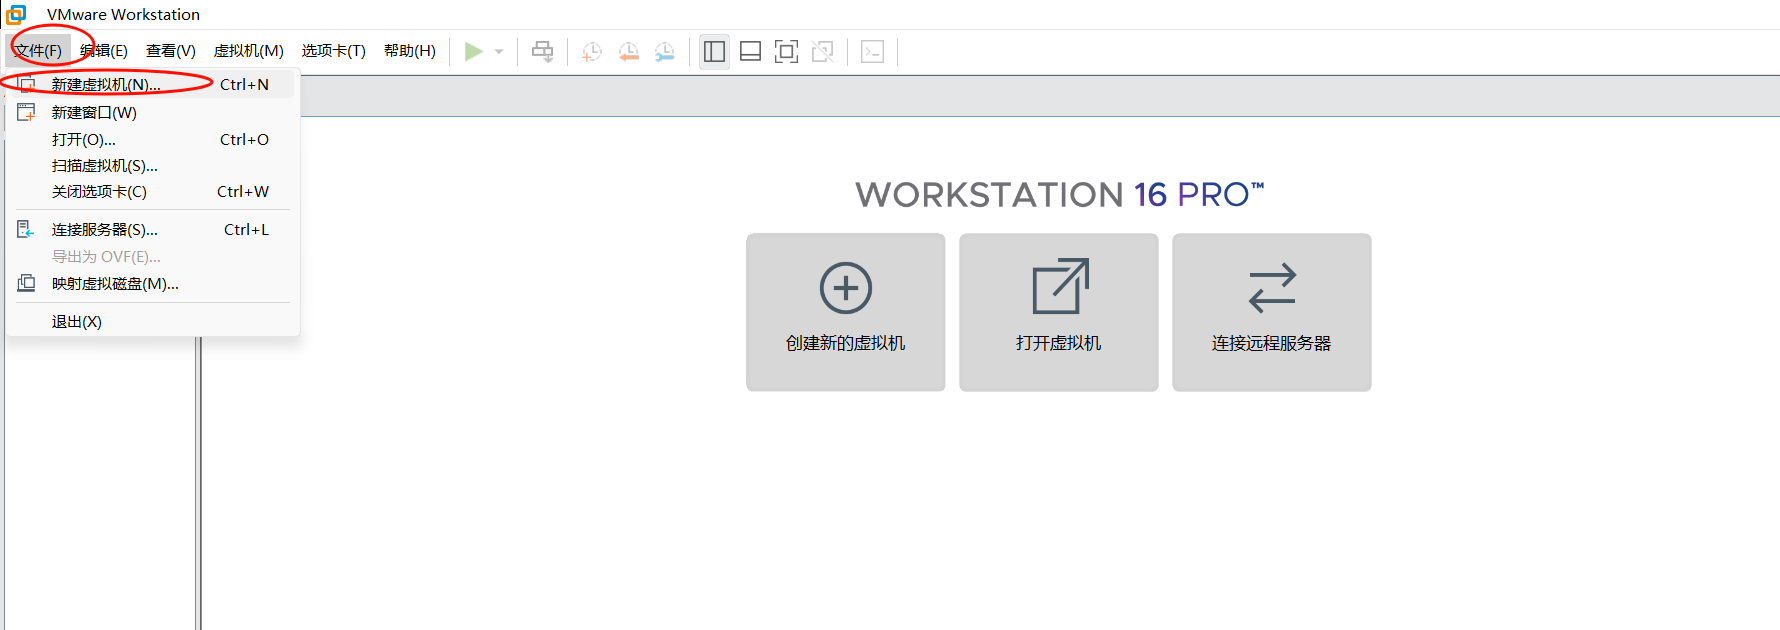 VMware Workstation
文件(F) 编辑(E) 查看(V) 虚拟机(M) 选项卡(T) 帮助(H)
新建虚拟机(N)... Ctrl+N
新建窗口(W)
打开(O)... Ctrl+O
扫描虚拟机(S)...
关闭选项卡(C) Ctrl+W
连接服务器(S)... Ctrl+L
导出为 OVF(E)...
映射虚拟磁盘(M)...
退出(X)
WORKSTATION 16 PRO™
创建新的虚拟机 打开虚拟机 连接远程服务器